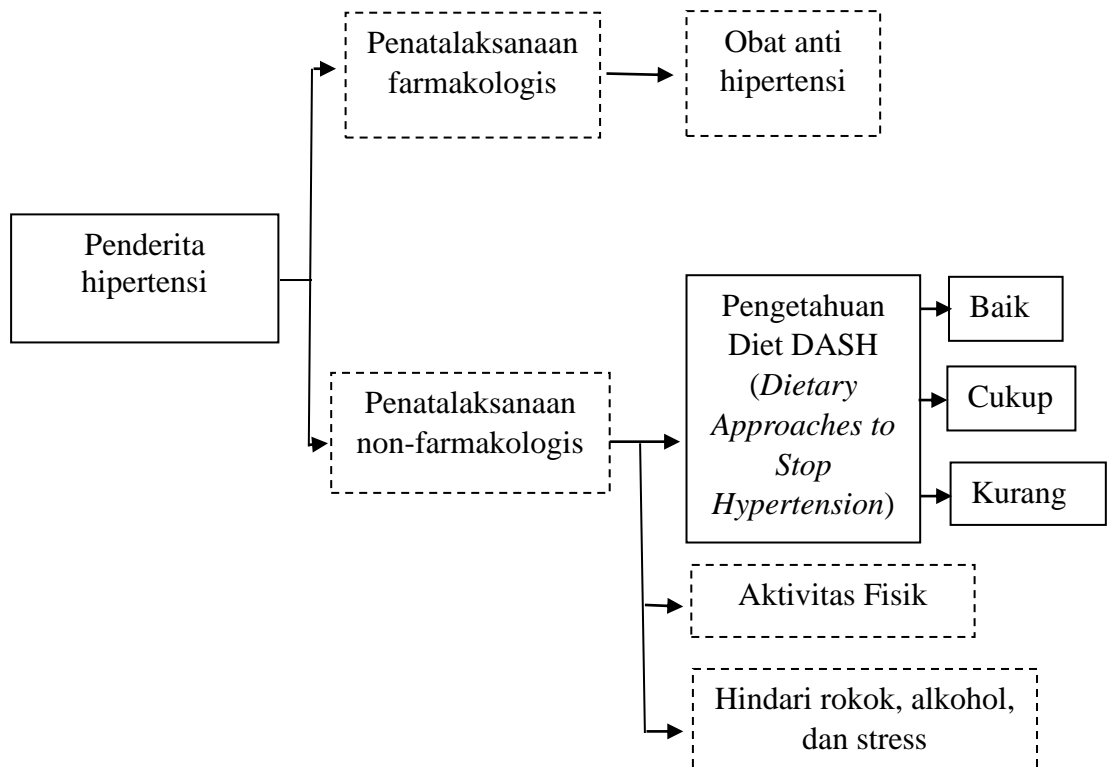 Penatalaksanaan
farmakologis
Obat anti
hipertensi
Penderita
hipertensi
Penatalaksanaan
non-farmakologis
Pengetahuan
Diet DASH
(Dietary
Approaches to
Stop
Hypertension)
Baik
Cukup
Kurang
Aktivitas Fisik
Hindari rokok, alkohol,
dan stress